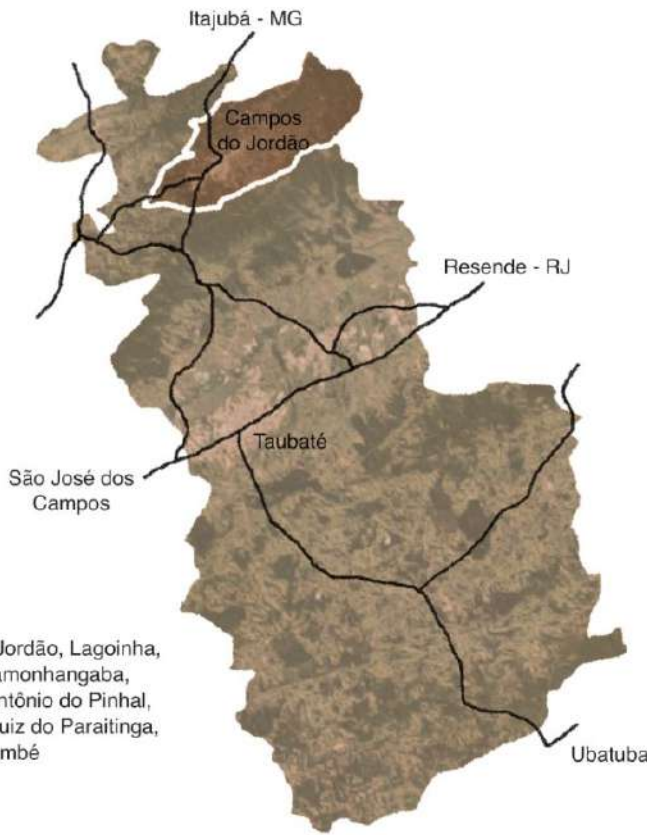 Itajubá - MG
Campos
do Jordão
Resende - RJ
Taubaté
São José dos
Campos
Jordão, Lagoinha,
amonhangaba,
ntônio do Pinhal,
uiz do Paraitinga,
mbé
Ubatuba